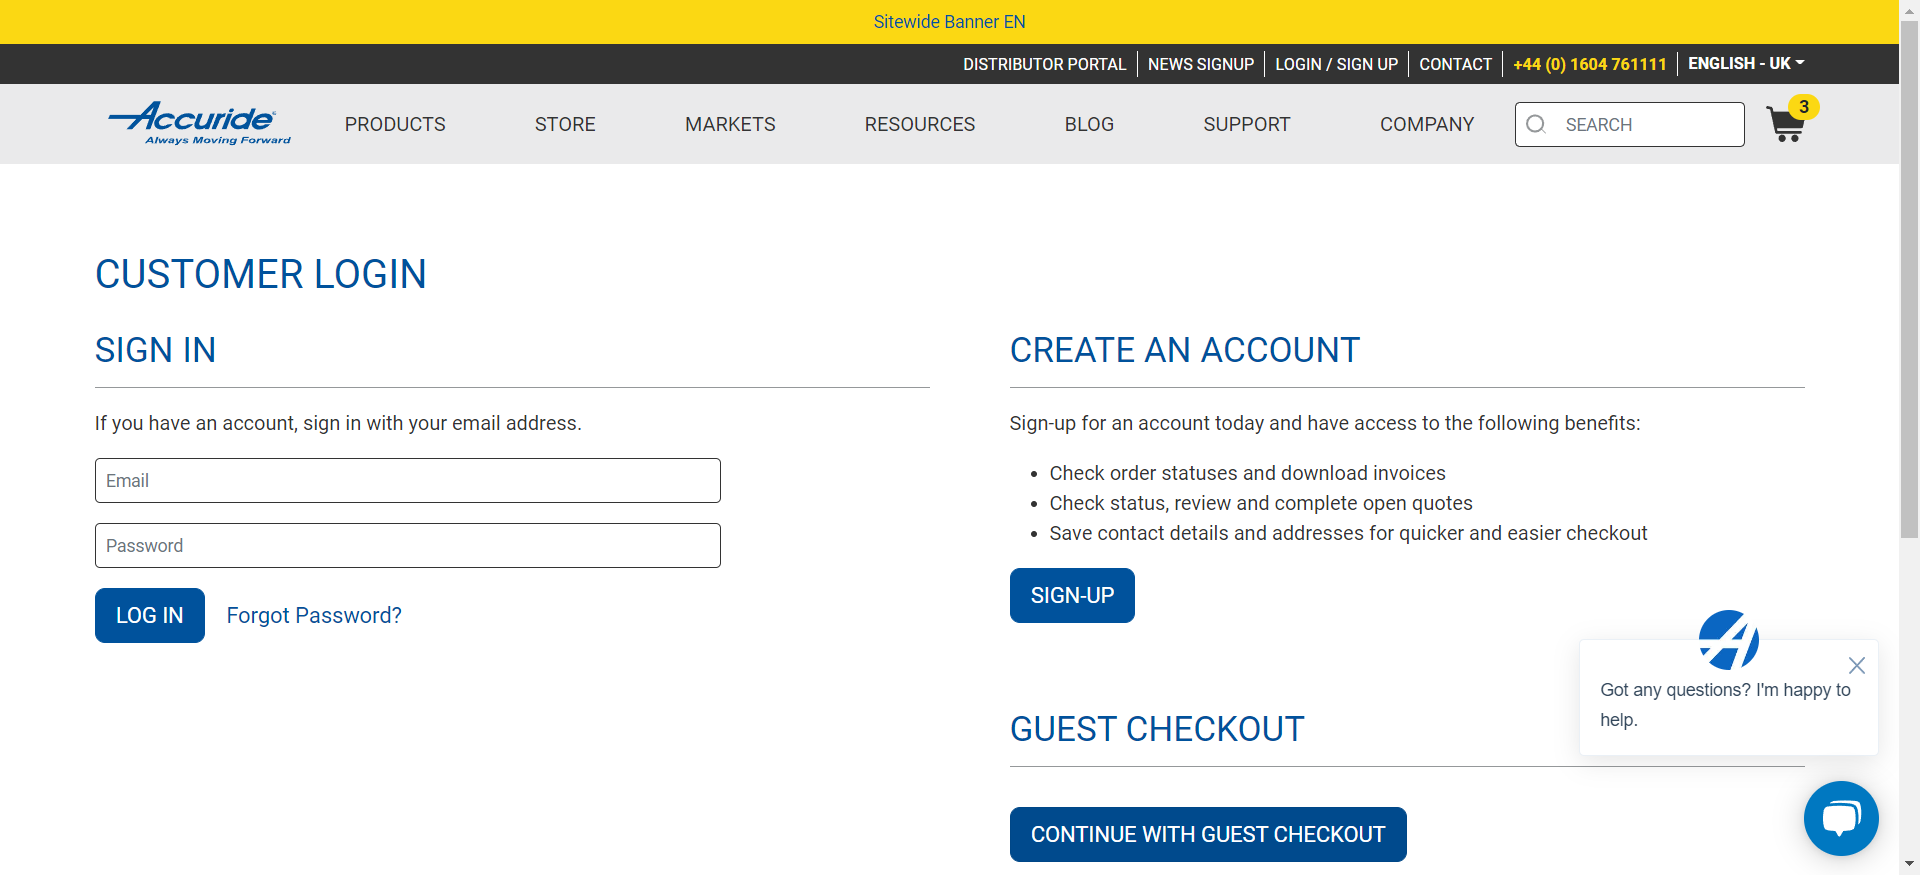 Sitewide Banner EN
DISTRIBUTOR PORTAL
NEWS SIGNUP
LOGIN / SIGN UP
CONTACT
+44 (0) 1604 761111
ENGLISH - UK
Accuride
Always Moving Forward
PRODUCTS
STORE
MARKETS
RESOURCES
BLOG
SUPPORT
COMPANY
SEARCH
3
CUSTOMER LOGIN
SIGN IN
If you have an account, sign in with your email address.
Email
Password
LOG IN
Forgot Password?
CREATE AN ACCOUNT
Sign-up for an account today and have access to the following benefits:
Check order statuses and download invoices
Check status, review and complete open quotes
Save contact details and addresses for quicker and easier checkout
SIGN-UP
GUEST CHECKOUT
CONTINUE WITH GUEST CHECKOUT
Got any questions? I'm happy to
help.